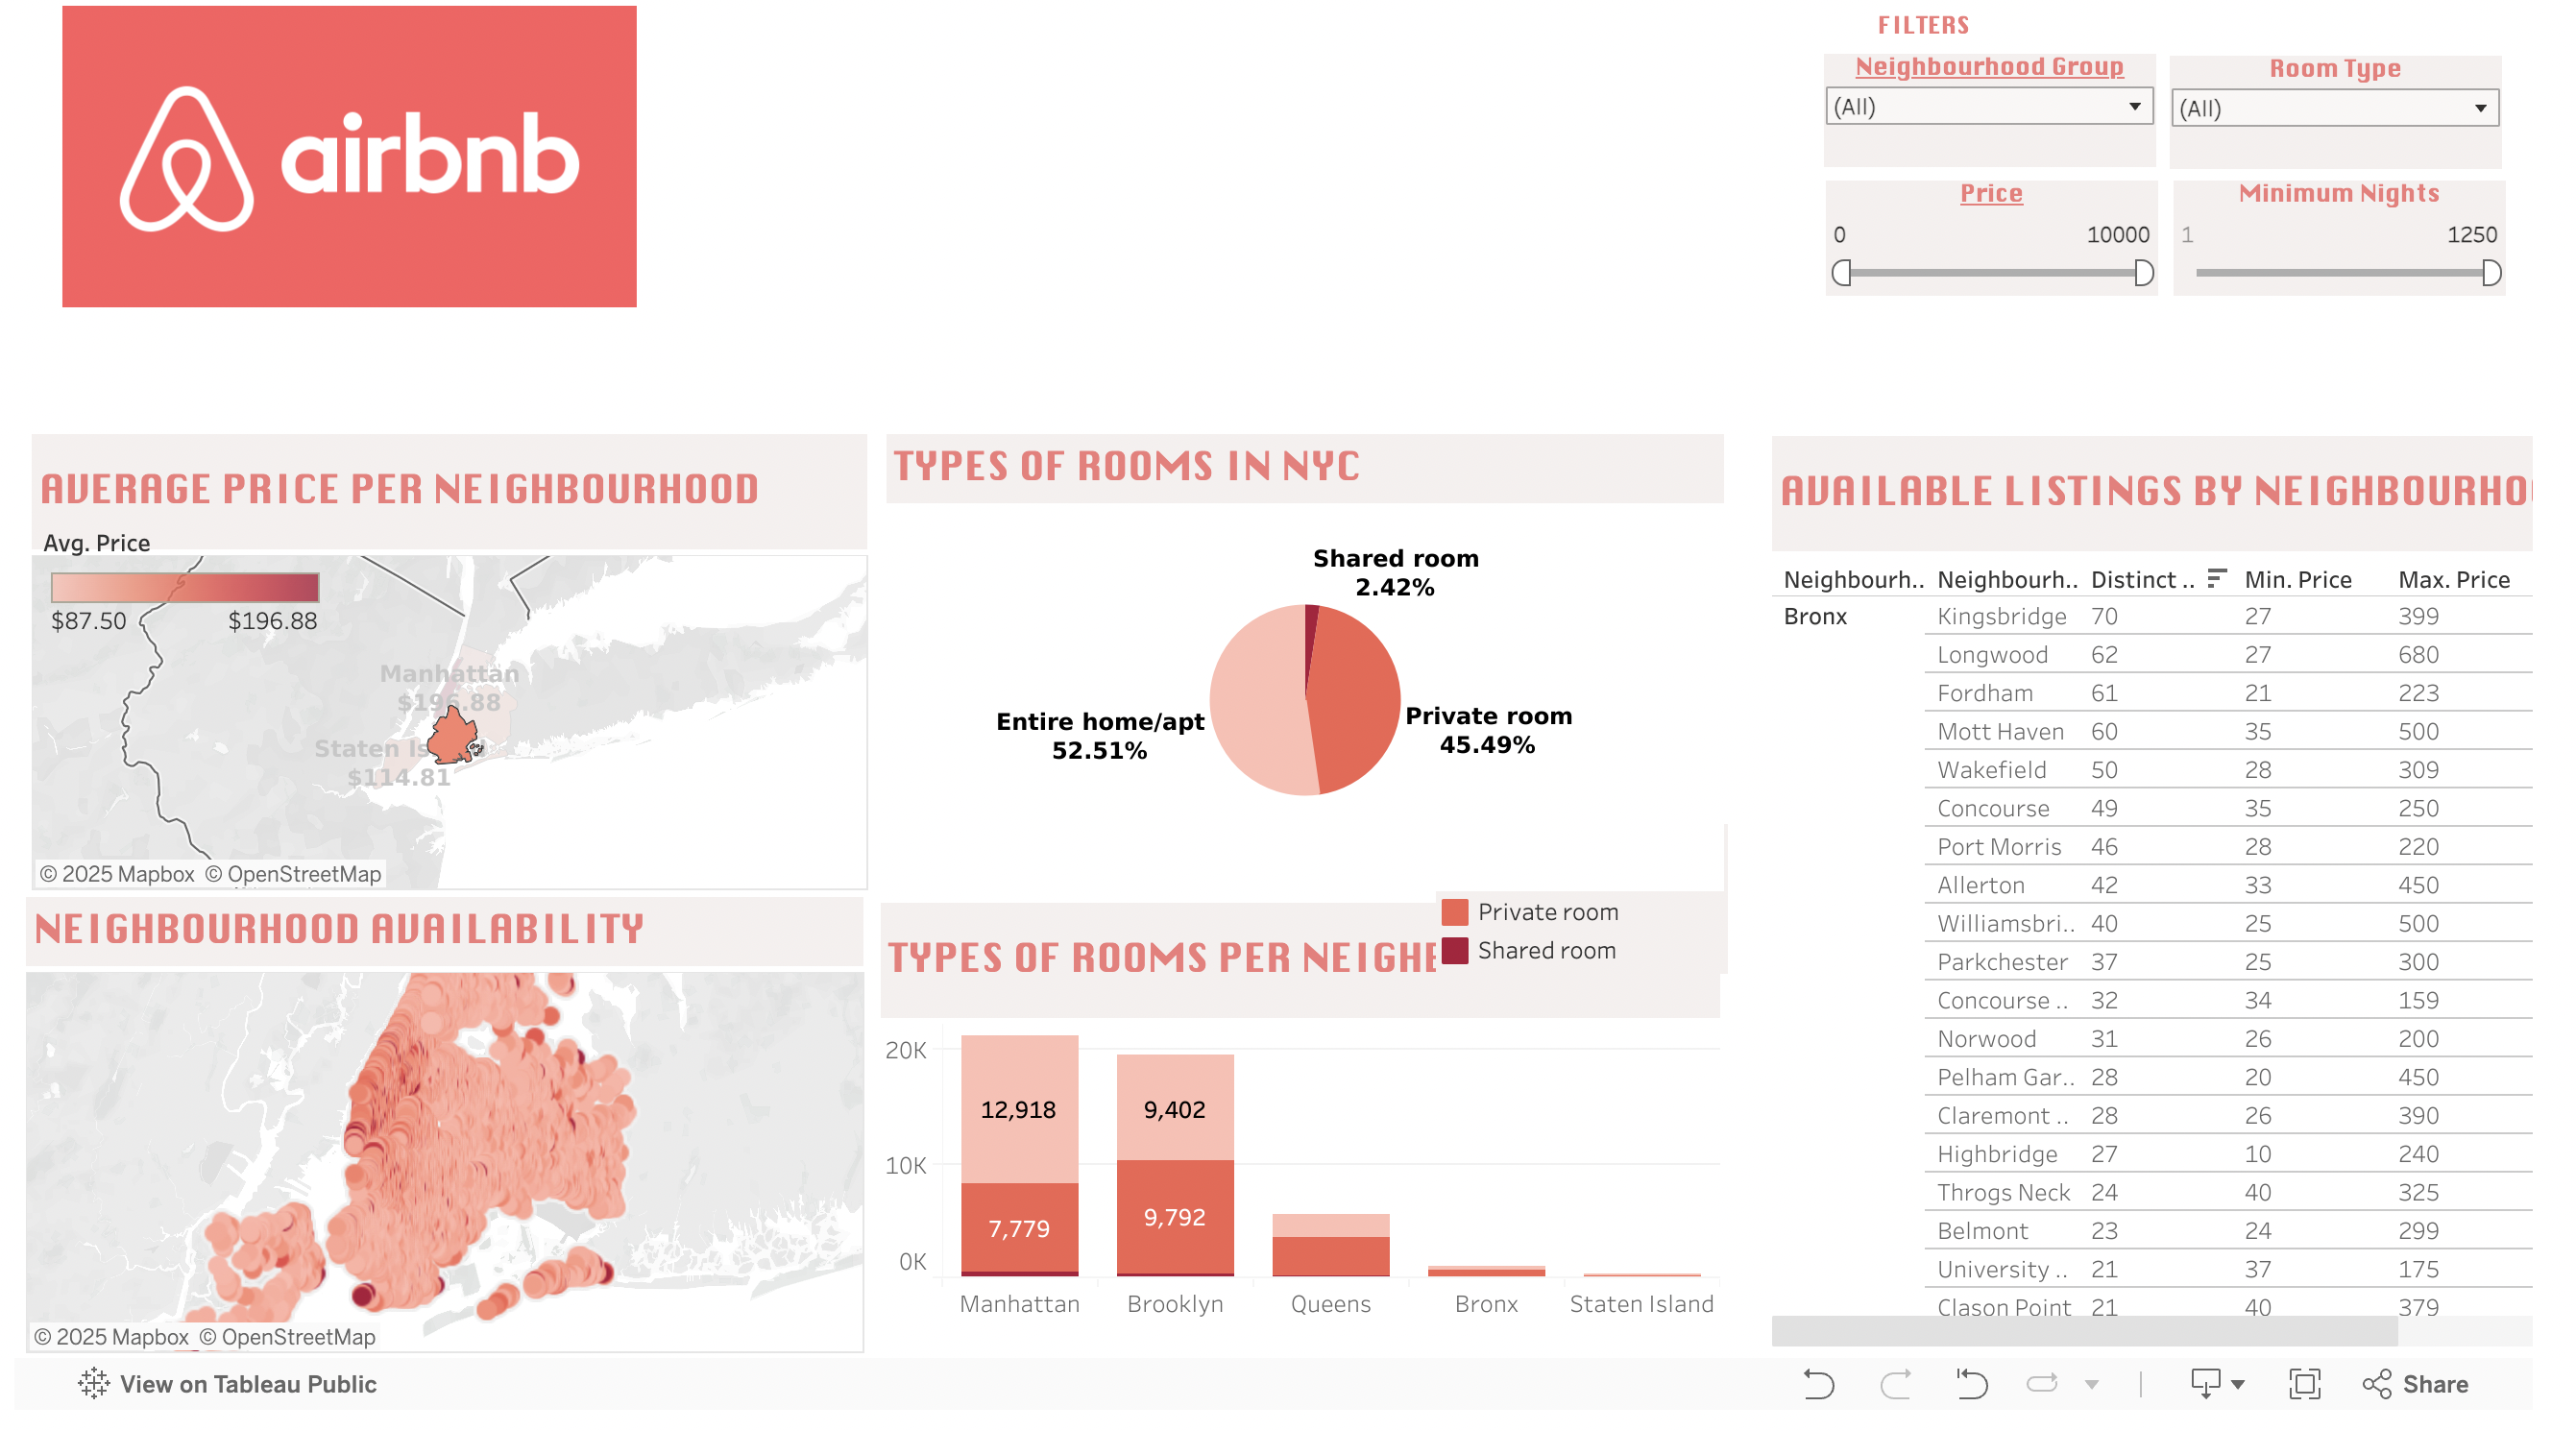 airbnb
FILTERS
Neighbourhood Group
(All)
Room Type
(All)
Price
0 10000
Minimum Nights
1 1250
AVERAGE PRICE PER NEIGHBOURHOOD
Avg. Price
$87.50 $196.88
Manhattan
$196.88
Staten Is
$114.81
© 2025 Mapbox © OpenStreetMap
NEIGHBOURHOOD AVAILABILITY
© 2025 Mapbox © OpenStreetMap
TYPES OF ROOMS IN NYC
Shared room
2.42%
Entire home/apt
52.51%
Private room
45.49%
TYPES OF ROOMS PER NEIGHB
Private room
Shared room
20K
10K
0K
12,918
7,779
9,402
9,792
Manhattan Brooklyn Queens Bronx Staten Island
AVAILABLE LISTINGS BY NEIGHBOURHO
Neighbourh.. Neighbourh.. Distinct .. Min. Price Max. Price
Bronx Kingsbridge 70 27 399
Longwood 62 27 680
Fordham 61 21 223
Mott Haven 60 35 500
Wakefield 50 28 309
Concourse 49 35 250
Port Morris 46 28 220
Allerton 42 33 450
Williamsbri.. 40 25 500
Parkchester 37 25 300
Concourse .. 32 34 159
Norwood 31 26 200
Pelham Gar.. 28 20 450
Claremont .. 28 26 390
Highbridge 27 10 240
Throgs Neck 24 40 325
Belmont 23 24 299
University .. 21 37 175
Clason Point 21 40 379
View on Tableau Public
Share